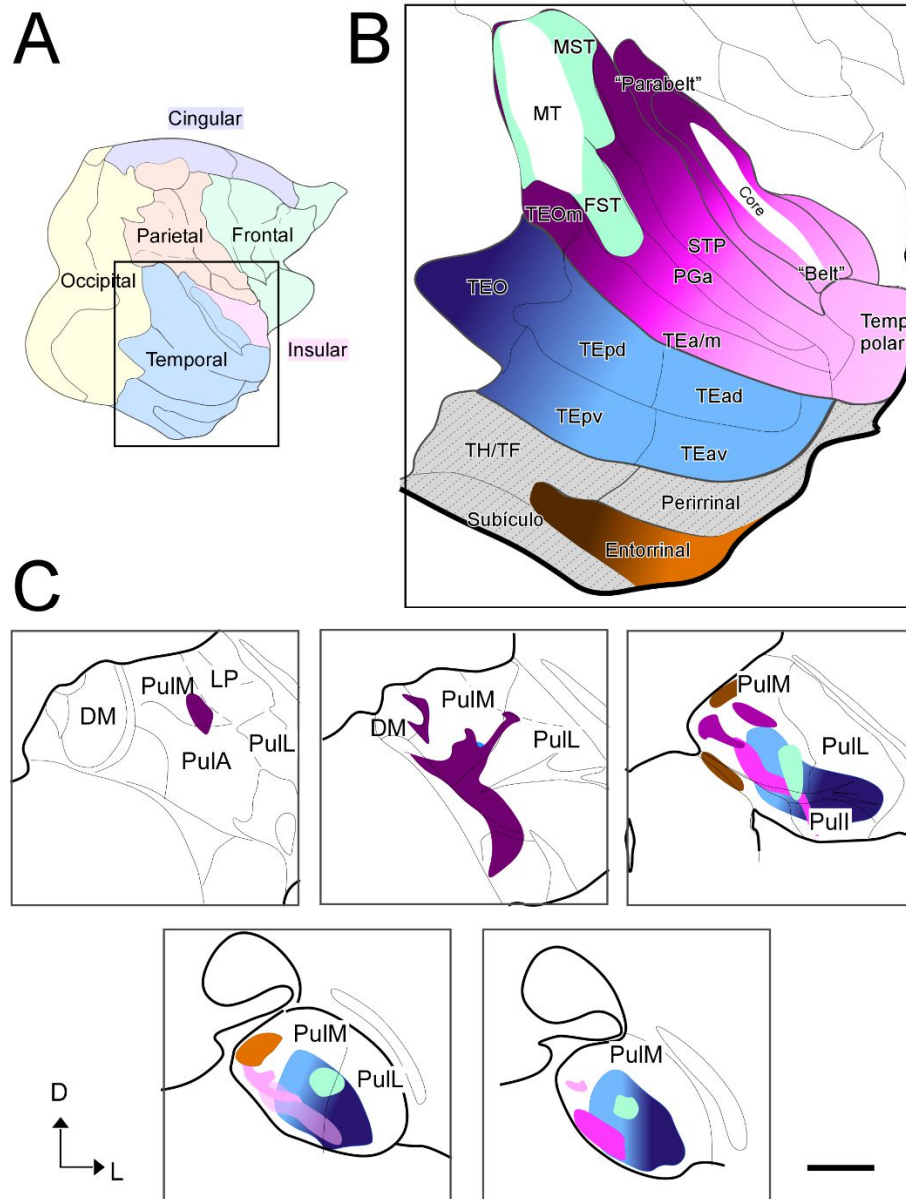 A
Cingular
Parietal
Frontal
Occipital
Temporal
Insular
B
MST
"Parabelt"
MT
Core
TEOm
FST
STP
"Belt"
TEO
PGa
Temp
polar
TEpd
TEa/m
TEad
TEpv
TEav
TH/TF
Perirrinal
Subículo
Entorrinal
C
PulM
LP
DM
PulA
PulL
PulM
DM
PulL
PulM
PulL
PulI
PulM
PulL
PulM
D
L